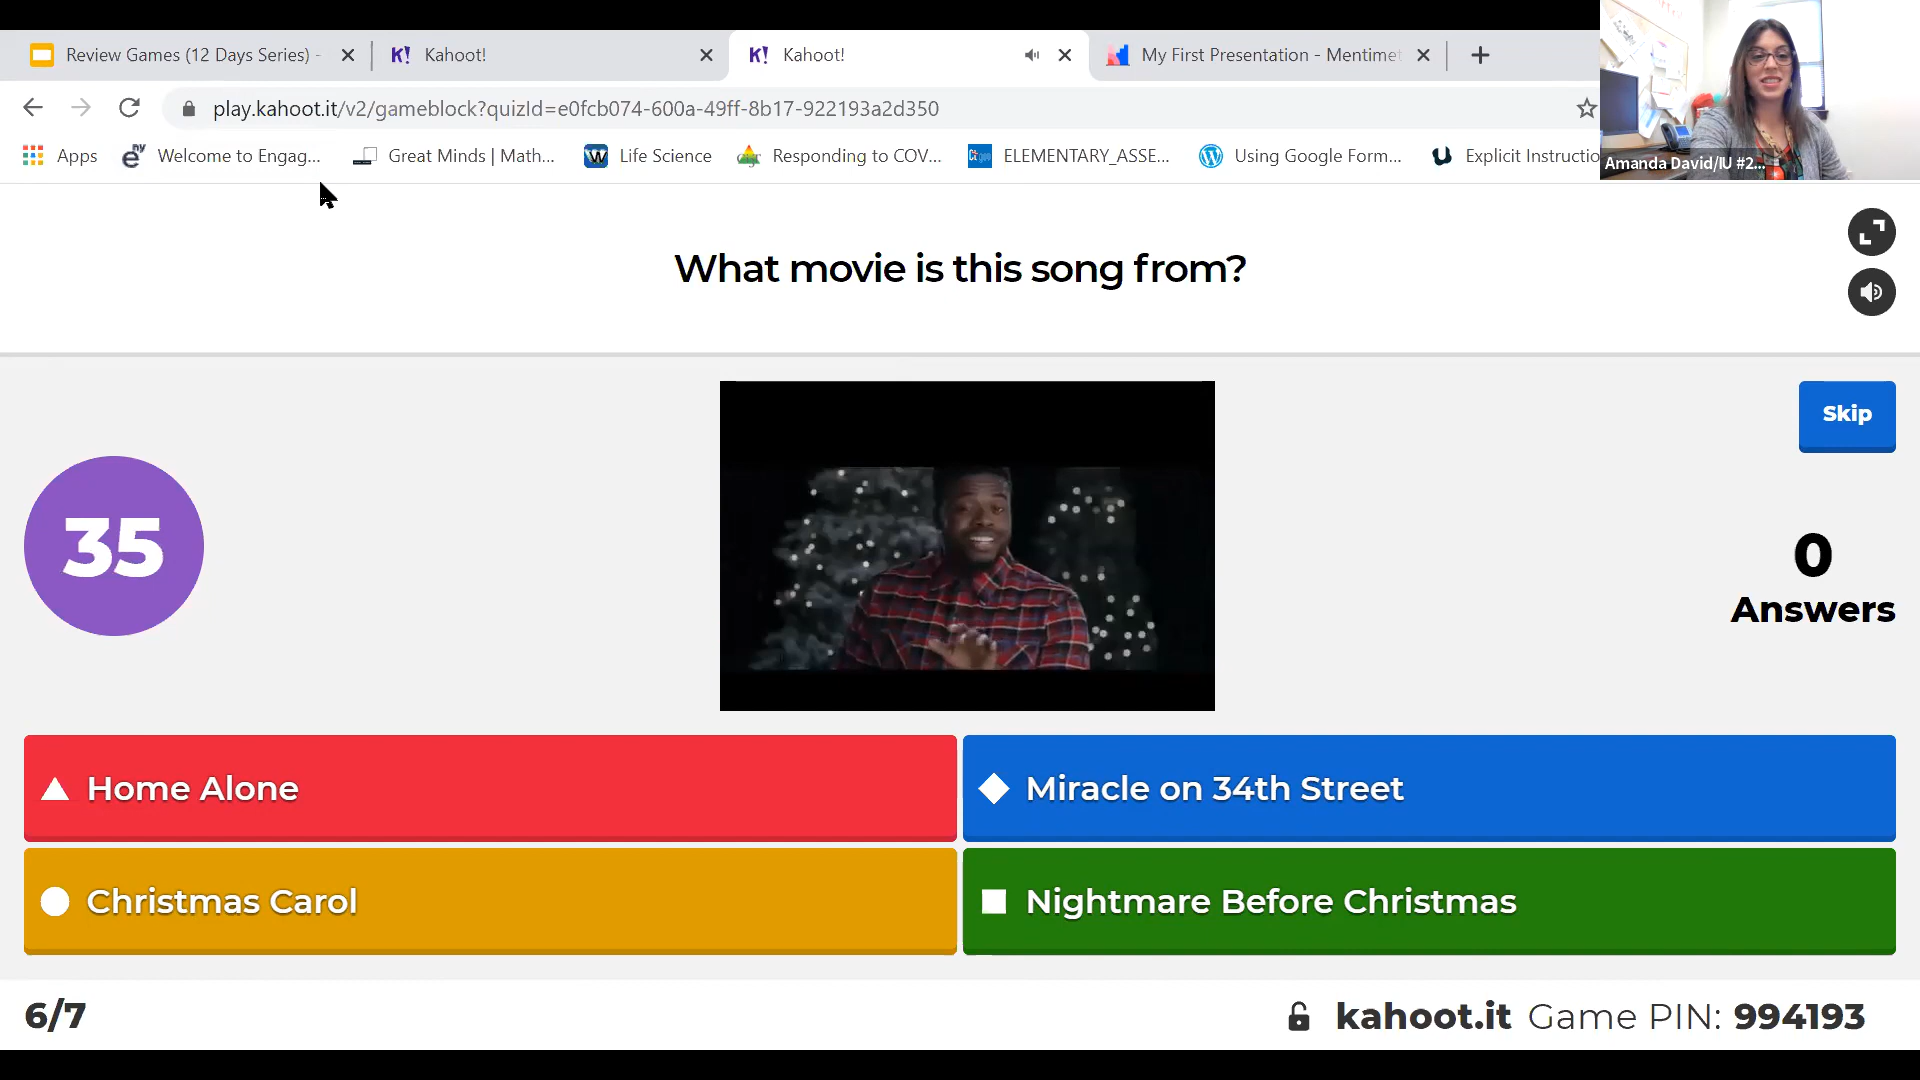 Review Games (12 Days Series) -
K! Kahoot!
K! Kahoot!
My First Presentation - Mentimet
play.kahoot.it/v2/gameblock?quizId=e0fcb074-600a-49ff-8b17-922193a2d350
Apps
Welcome to Engag...
Great Minds | Math...
Life Science
Responding to COV...
ELEMENTARY_ASSE...
Using Google Form...
Explicit Instructio
Amanda David/IU #2...
What movie is this song from?
Skip
35
0
Answers
Home Alone
Miracle on 34th Street
Christmas Carol
Nightmare Before Christmas
6/7
kahoot.it Game PIN: 994193